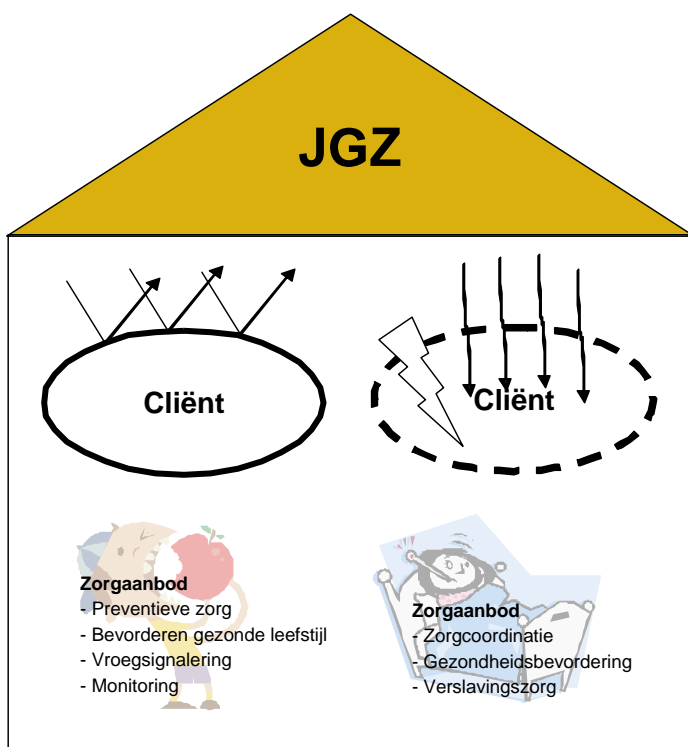 JGZ
Cliënt
Cliënt
Zorgaanbod
- Preventieve zorg
- Bevorderen gezonde leefstijl
- Vroegsignalering
- Monitoring
Zorgaanbod
- Zorgcoordinatie
- Gezondheidsbevordering
- Verslavingszorg